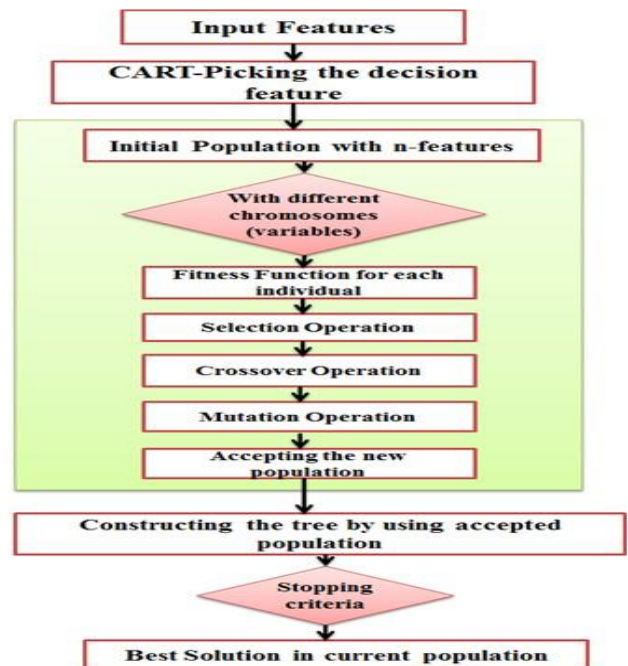 Input Features
CART-Picking the decision
feature
Initial Population with n-features
With different
chromosomes
(variables)
Fitness Function for each
individual
Selection Operation
Crossover Operation
Mutation Operation
Accepting the new
population
Constructing the tree by using accepted
population
Stopping
criteria
Best Solution in current population